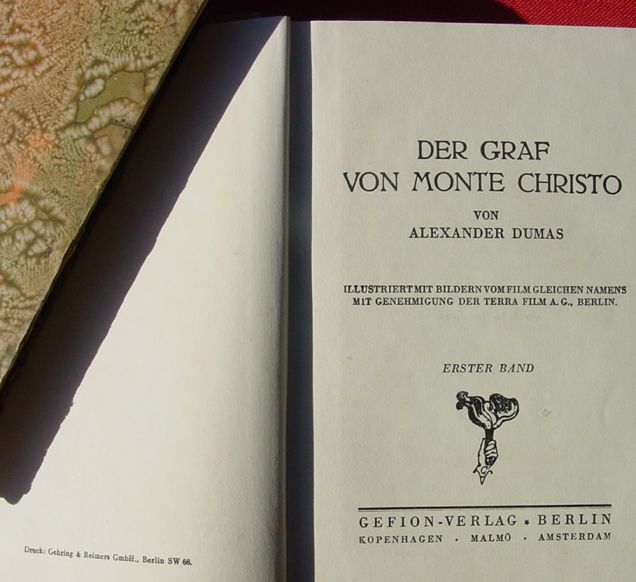 DER GRAF
VON MONTE CHRISTO
VON
ALEXANDER DUMAS
ILLUSTRIERT MIT BILDERN VOM FILM GLEICHEN NAMENS
MIT GENEHMIGUNG DER TERRA FILM A. G., BERLIN.
ERSTER BAND
GEFION-VERLAG * BERLIN
KOPENHAGEN · MALMÖ · AMSTERDAM
Druck: Gehring & Reimers GmbH., Berlin SW 68.